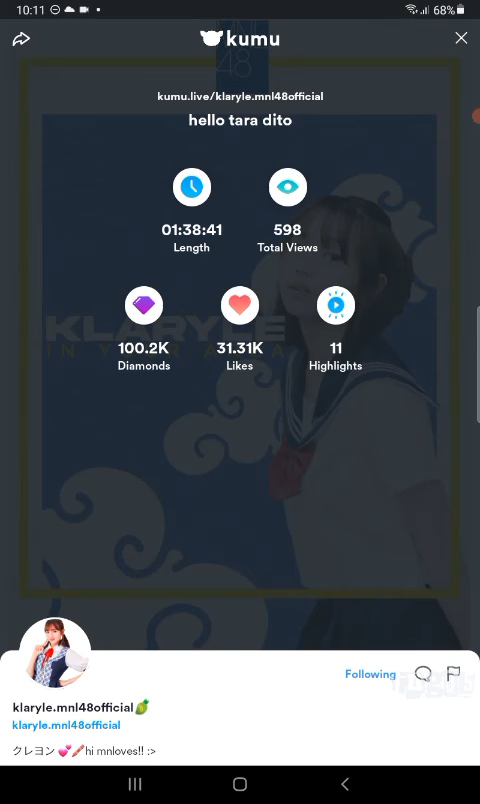 10:11
68%
kumu
48
kumu.live/klaryle.mnl48official
hello tara dito
01:38:41
Length
598
Total Views
KLARYLE
100.2K
Diamonds
31.31K
Likes
11
Highlights
Following
klaryle.mnl48official🍍
klaryle.mnl48official
クレヨン 💕🖍️hi mnloves!! :>